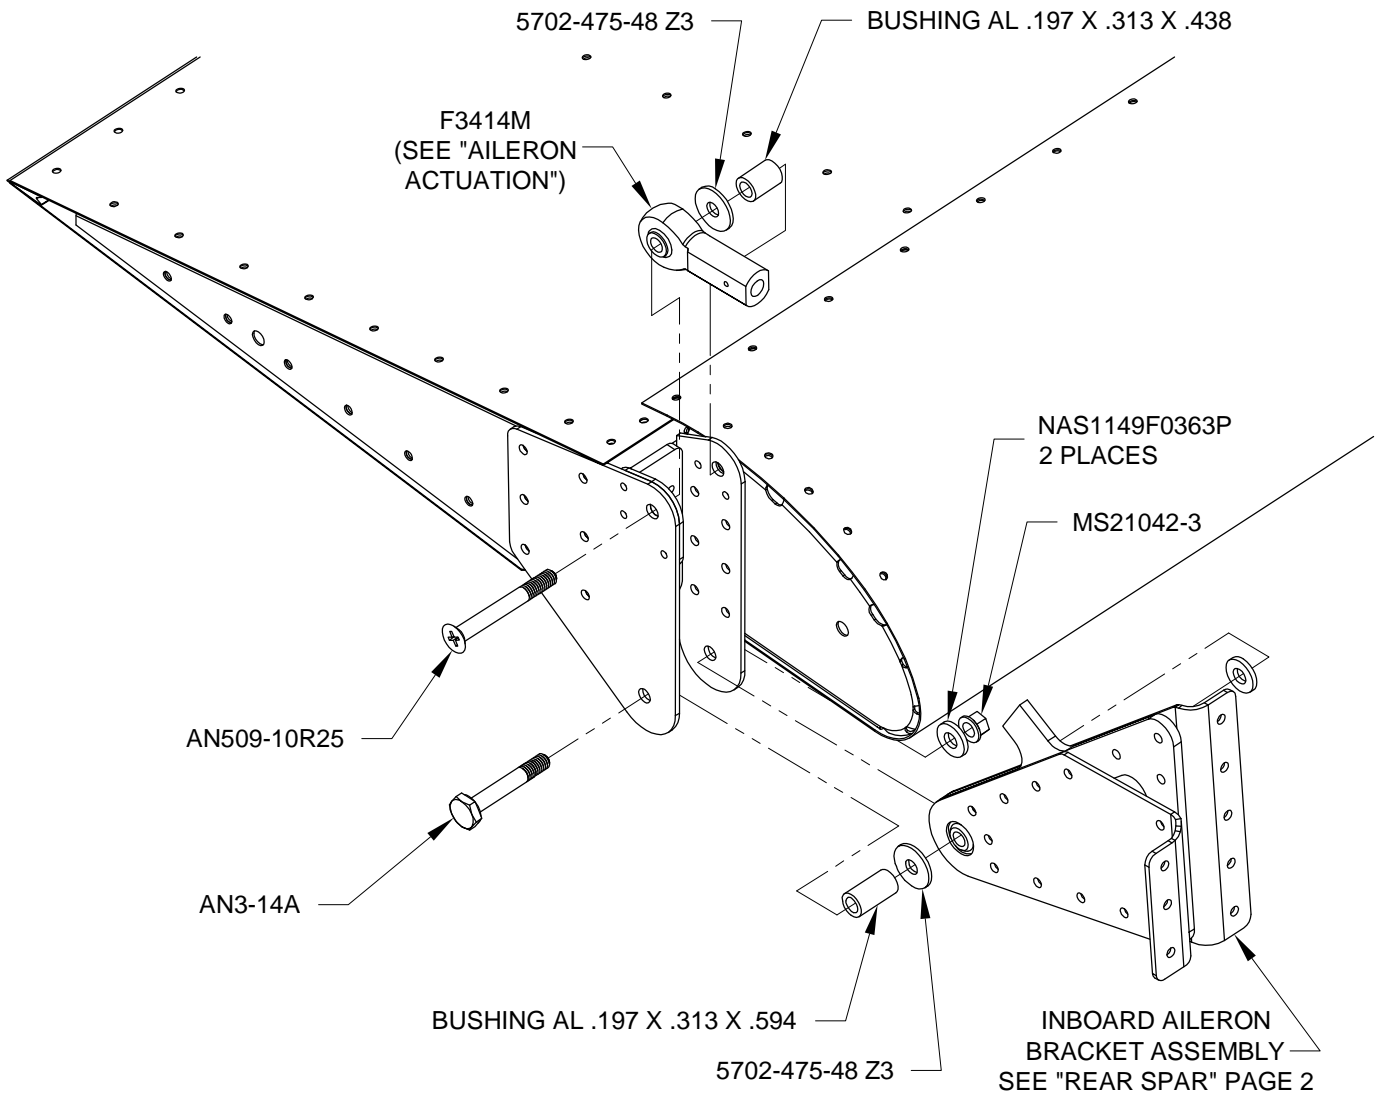 5702-475-48 Z3
BUSHING AL .197 X .313 X .438
F3414M
(SEE "AILERON
ACTUATION")
NAS1149F0363P
2 PLACES
MS21042-3
AN509-10R25
AN3-14A
BUSHING AL .197 X .313 X .594
5702-475-48 Z3
INBOARD AILERON
BRACKET ASSEMBLY
SEE "REAR SPAR" PAGE 2